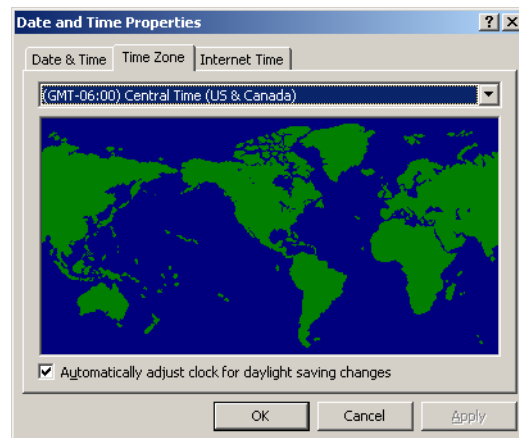 Date and Time Properties
Date & Time Time Zone Internet Time
(GMT-06:00) Central Time (US & Canada)
Automatically adjust clock for daylight saving changes
OK Cancel Apply